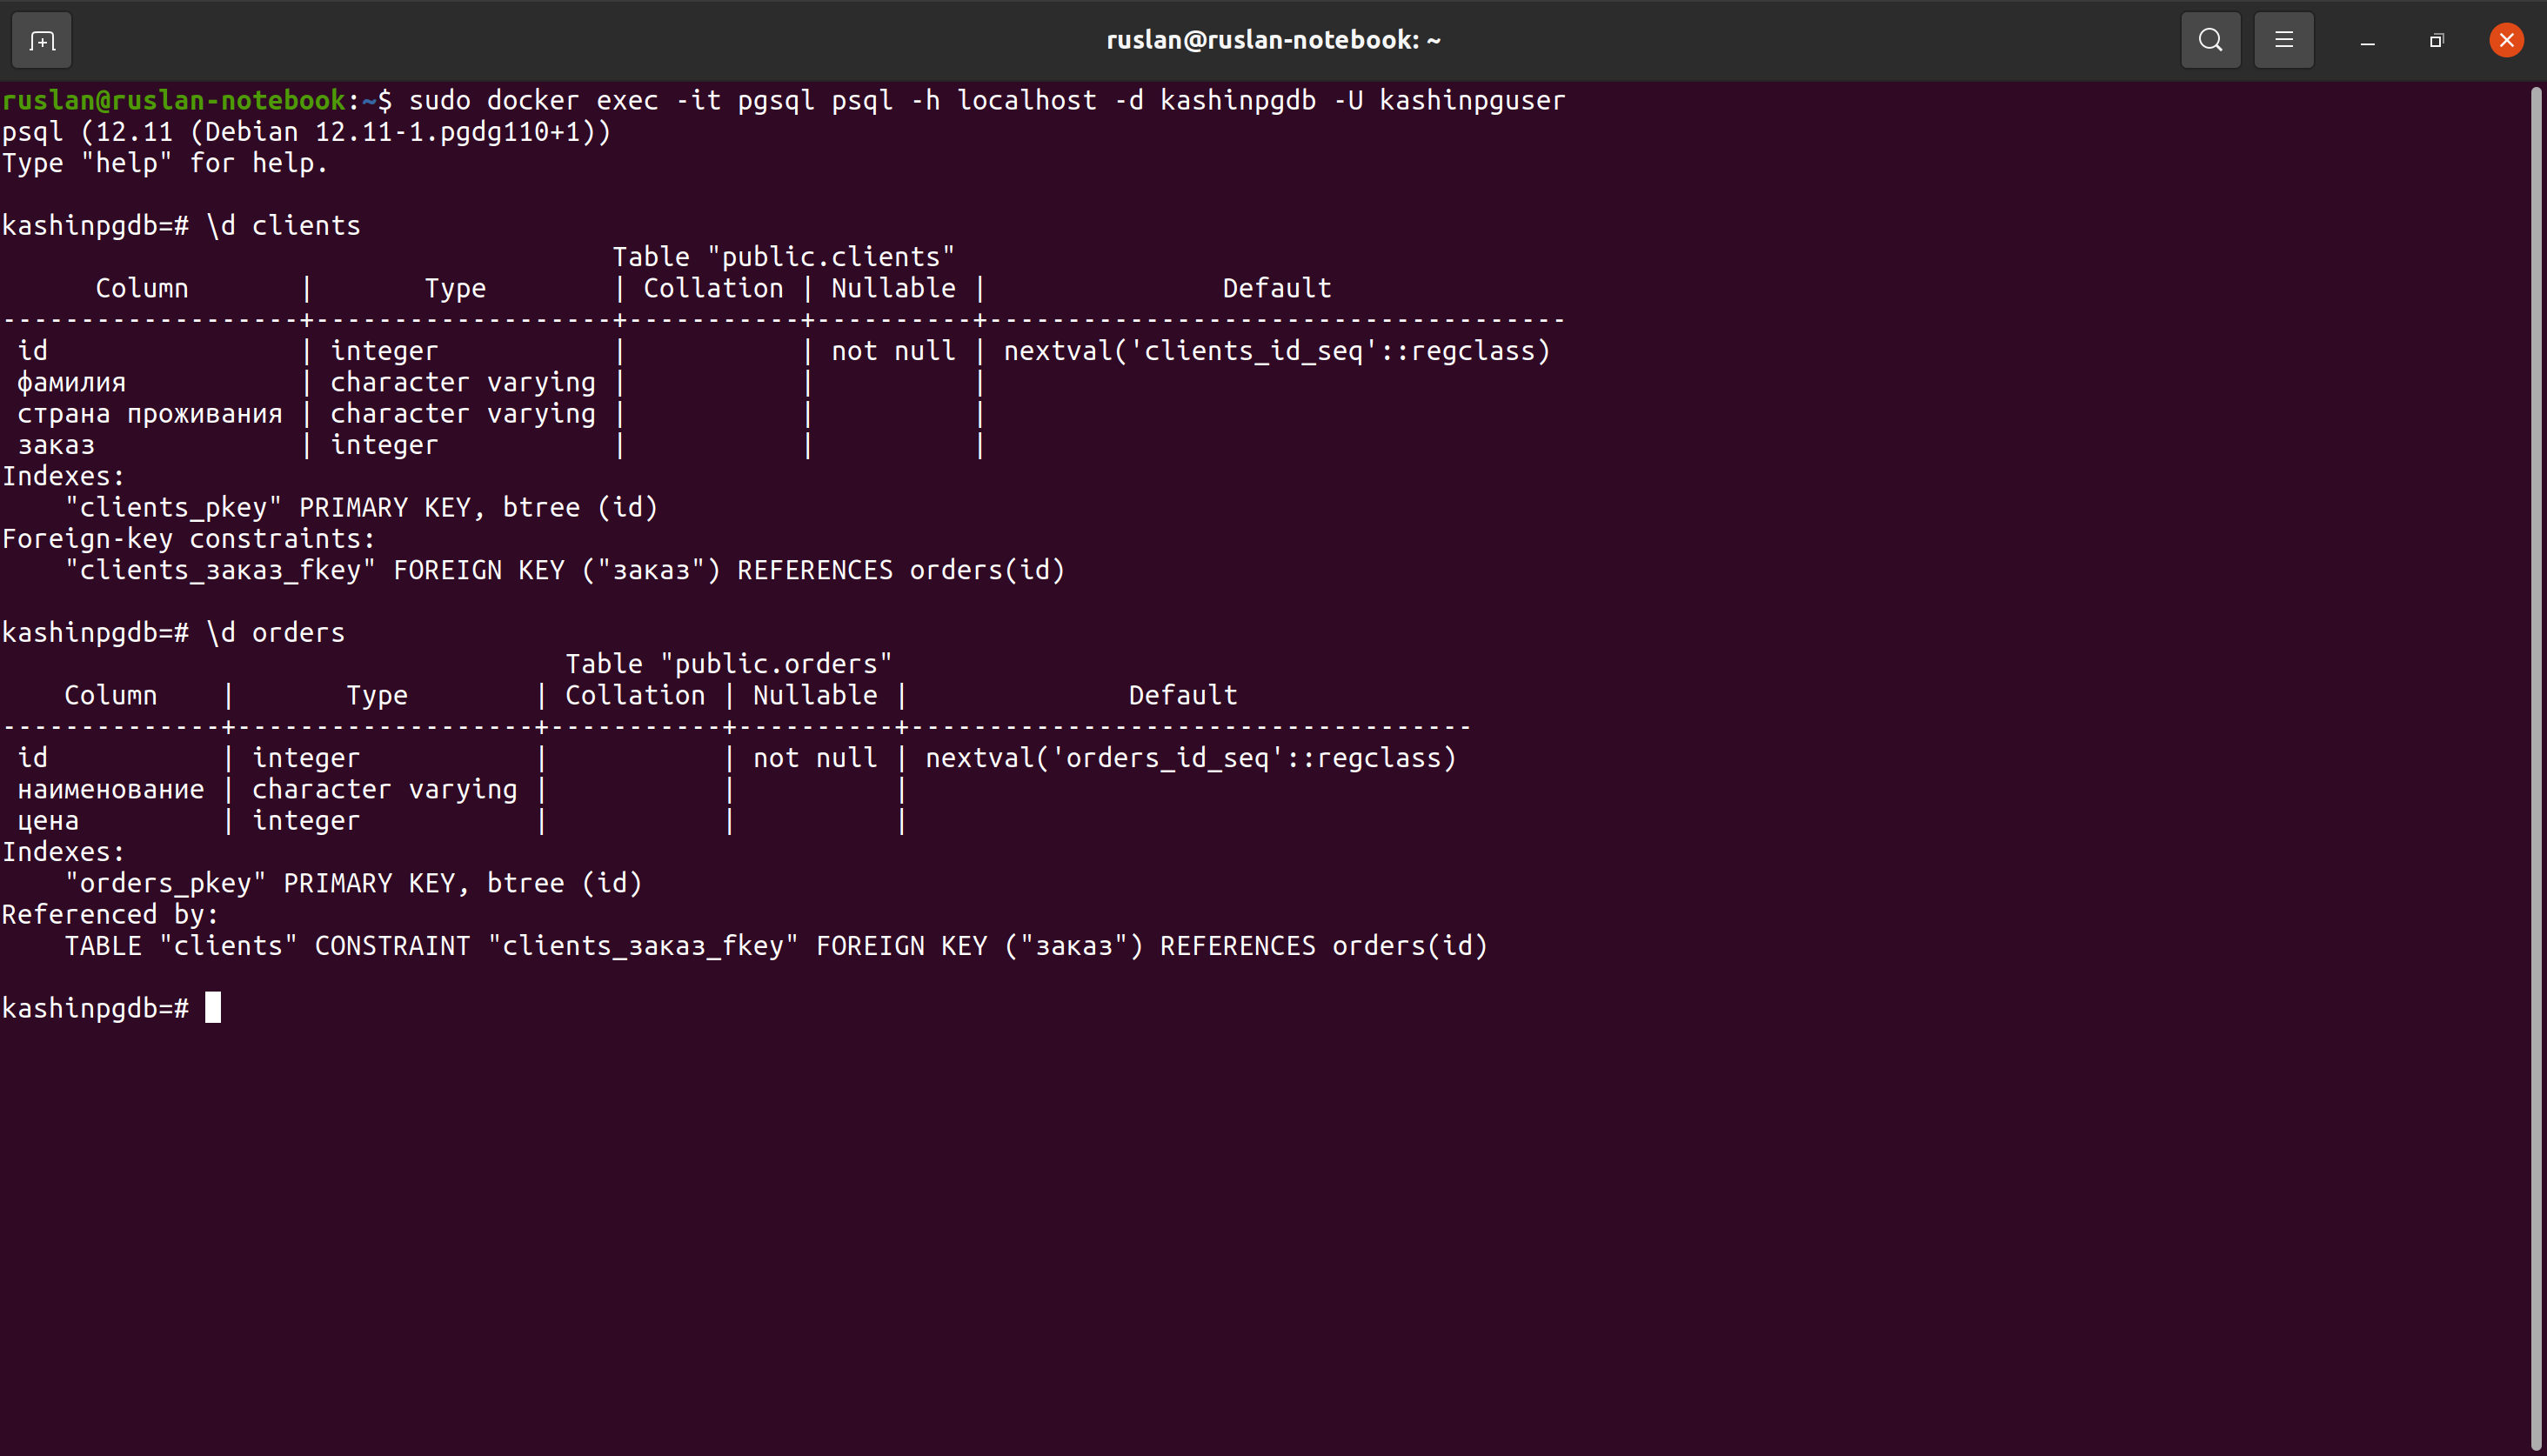 ruslan@ruslan-notebook: ~
ruslan@ruslan-notebook:~$ sudo docker exec -it pgsql psql -h localhost -d kashinpgdb -U kashinpguser
psql (12.11 (Debian 12.11-1.pgdg110+1))
Type "help" for help.
kashinpgdb=# \d clients
                                       Table "public.clients"
      Column       |       Type        | Collation | Nullable |               Default
-------------------+-------------------+-----------+----------+-------------------------------------
 id                | integer           |           | not null | nextval('clients_id_seq'::regclass)
 фамилия           | character varying |           |          |
 страна проживания | character varying |           |          |
 заказ             | integer           |           |          |
Indexes:
    "clients_pkey" PRIMARY KEY, btree (id)
Foreign-key constraints:
    "clients_заказ_fkey" FOREIGN KEY ("заказ") REFERENCES orders(id)
kashinpgdb=# \d orders
                                    Table "public.orders"
    Column    |       Type        | Collation | Nullable |              Default
--------------+-------------------+-----------+----------+------------------------------------
 id           | integer           |           | not null | nextval('orders_id_seq'::regclass)
 наименование | character varying |           |          |
 цена         | integer           |           |          |
Indexes:
    "orders_pkey" PRIMARY KEY, btree (id)
Referenced by:
    TABLE "clients" CONSTRAINT "clients_заказ_fkey" FOREIGN KEY ("заказ") REFERENCES orders(id)
kashinpgdb=#